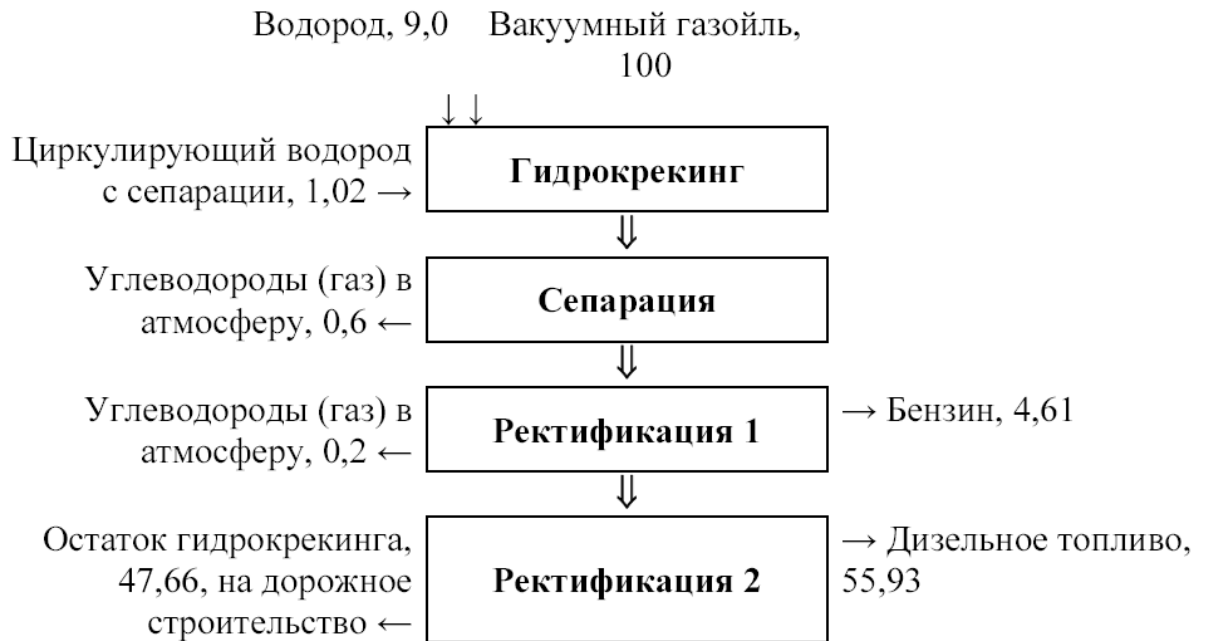 Водород, 9,0 Вакуумный газойль,
100
↓ ↓
Циркулирующий водород
с сепарации, 1,02 →
Гидрокрекинг
⇓
Углеводороды (газ) в
атмосферу, 0,6 ←
Сепарация
⇓
Углеводороды (газ) в
атмосферу, 0,2 ←
Ректификация 1
→ Бензин, 4,61
⇓
Остаток гидрокрекинга,
47,66, на дорожное
строительство ←
Ректификация 2
→ Дизельное топливо,
55,93